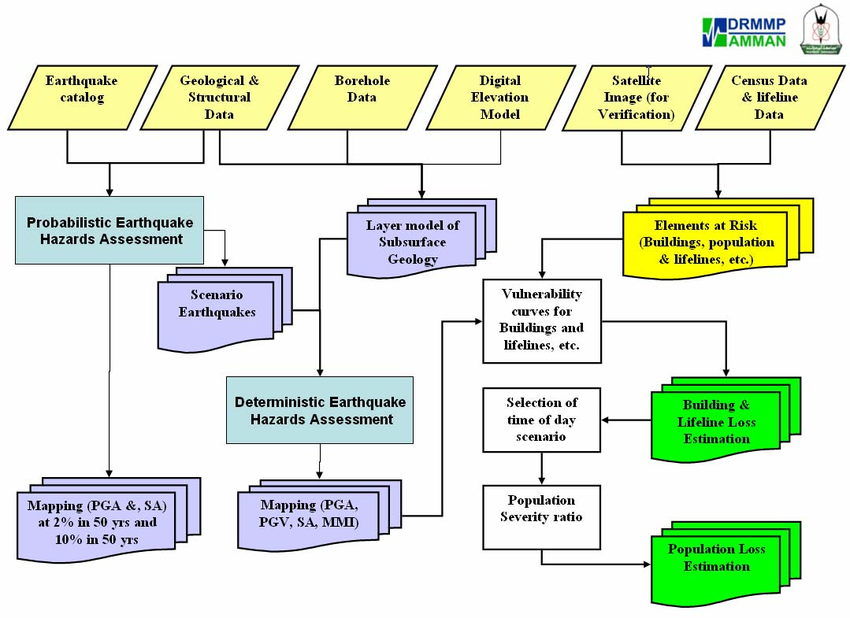 DRMMP
AMMAN
Earthquake
catalog
Geological &
Structural
Data
Borehole
Data
Digital
Elevation
Model
Satellite
Image (for
Verification)
Census Data
& lifeline
Data
Probabilistic Earthquake
Hazards Assessment
Layer model of
Subsurface
Geology
Elements at Risk
(Buildings, population
& lifelines, etc.)
Scenario
Earthquakes
Vulnerability
curves for
Buildings and
lifelines, etc.
Deterministic Earthquake
Hazards Assessment
Selection of
time of day
scenario
Building &
Lifeline Loss
Estimation
Mapping (PGA &, SA)
at 2% in 50 yrs and
10% in 50 yrs
Mapping (PGA,
PGV, SA, MMI)
Population
Severity ratio
Population Loss
Estimation